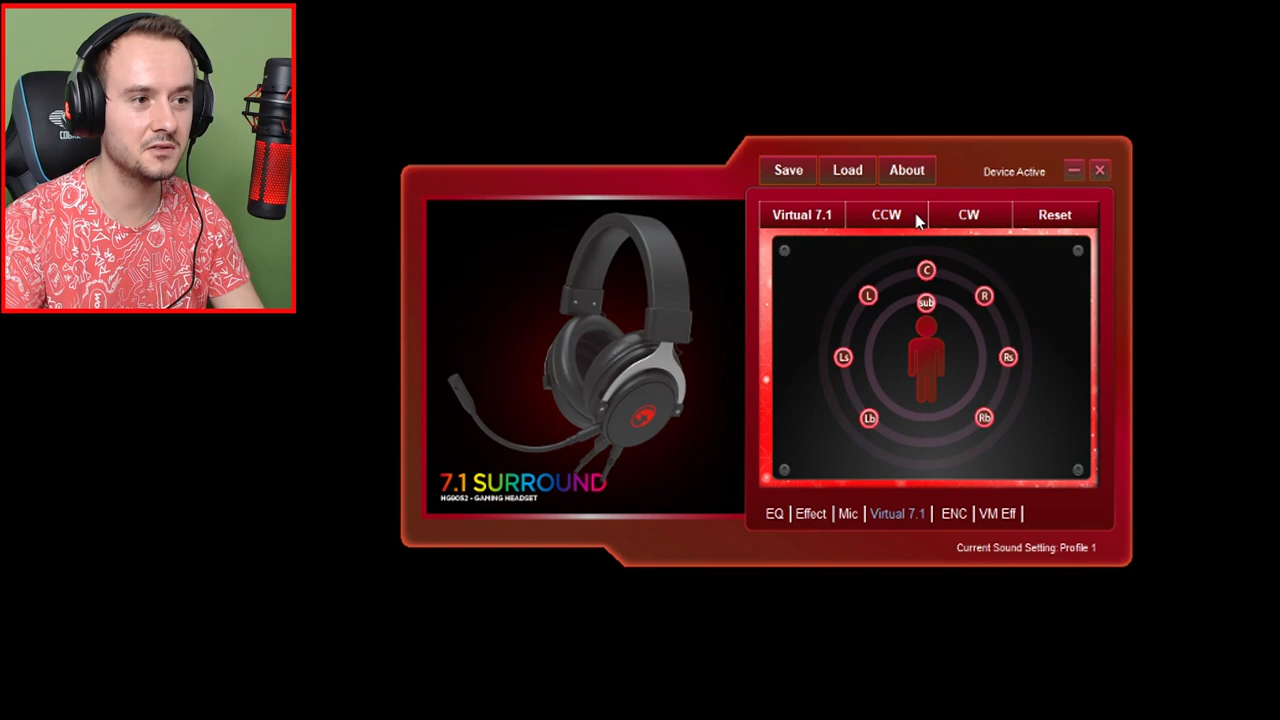 Save Load About Device Active
Virtual 7.1 CCW CW Reset
C
L sub R
Ls Rs
Lb Rb
7.1 SURROUND
HG9052 - GAMING HEADSET
EQ | Effect | Mic | Virtual 7.1 | ENC | VM Eff |
Current Sound Setting: Profile 1